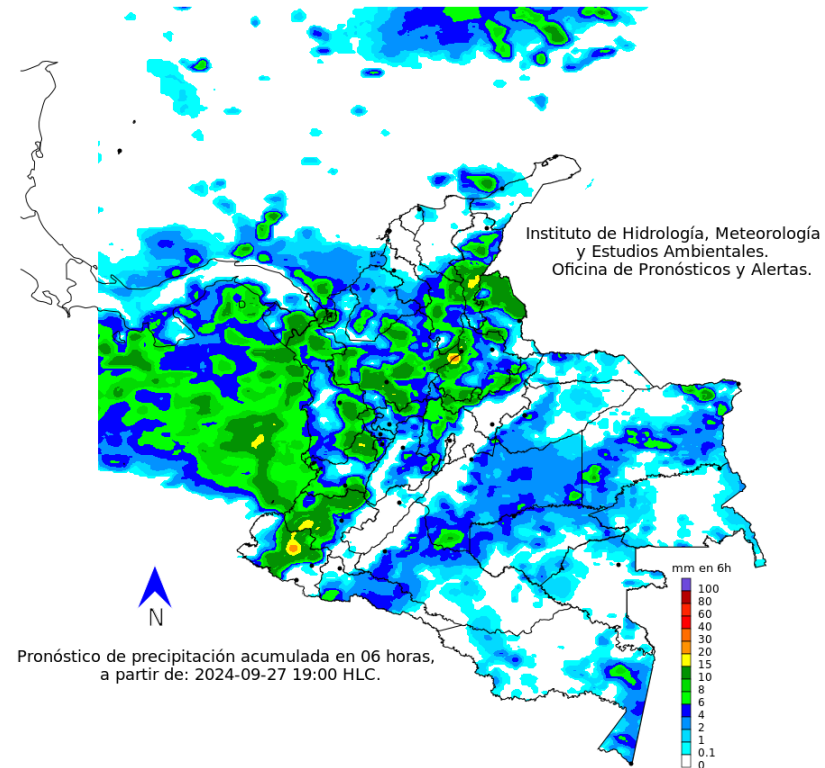 Instituto de Hidrología, Meteorología
y Estudios Ambientales.
Oficina de Pronósticos y Alertas.
mm en 6h
100
80
60
40
30
20
15
10
8
6
4
2
1
0.1
0
N
Pronóstico de precipitación acumulada en 06 horas,
a partir de: 2024-09-27 19:00 HLC.